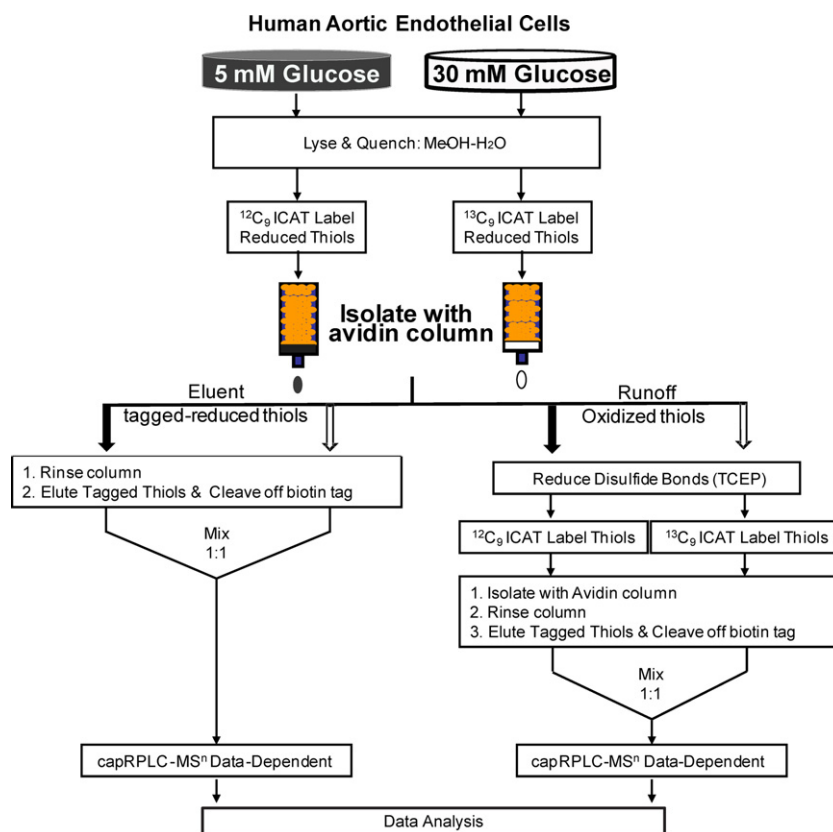 Human Aortic Endothelial Cells
5 mM Glucose
30 mM Glucose
Lyse & Quench: MeOH-H₂O
¹²C₉ ICAT Label
Reduced Thiols
¹³C₉ ICAT Label
Reduced Thiols
Isolate with
avidin column
Eluent
tagged-reduced thiols
Runoff
Oxidized thiols
1. Rinse column
2. Elute Tagged Thiols & Cleave off biotin tag
Mix
1:1
Reduce Disulfide Bonds (TCEP)
¹²C₉ ICAT Label Thiols
¹³C₉ ICAT Label Thiols
1. Isolate with Avidin column
2. Rinse column
3. Elute Tagged Thiols & Cleave off biotin tag
Mix
1:1
capRPLC-MSⁿ Data-Dependent
capRPLC-MSⁿ Data-Dependent
Data Analysis